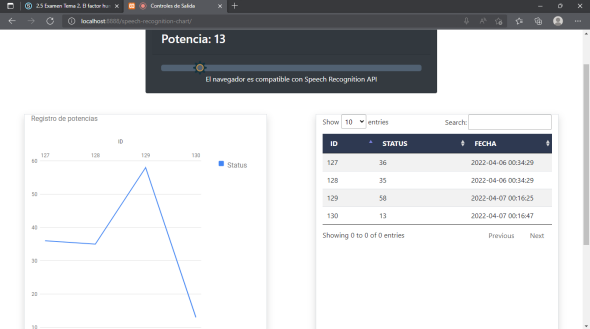 2.5 Examen Tema 2. El factor hum
Controles de Salida
localhost:8888/speech-recognition-chart/
Potencia: 13
El navegador es compatible con Speech Recognition API
Registro de potencias
ID
127 128 129 130
Status
60
50
40
30
20
10
Show 10 entries
Search:
ID STATUS FECHA
127 36 2022-04-06 00:34:29
128 35 2022-04-06 00:34:29
129 58 2022-04-07 00:16:25
130 13 2022-04-07 00:16:47
Showing 0 to 0 of 0 entries
Previous Next